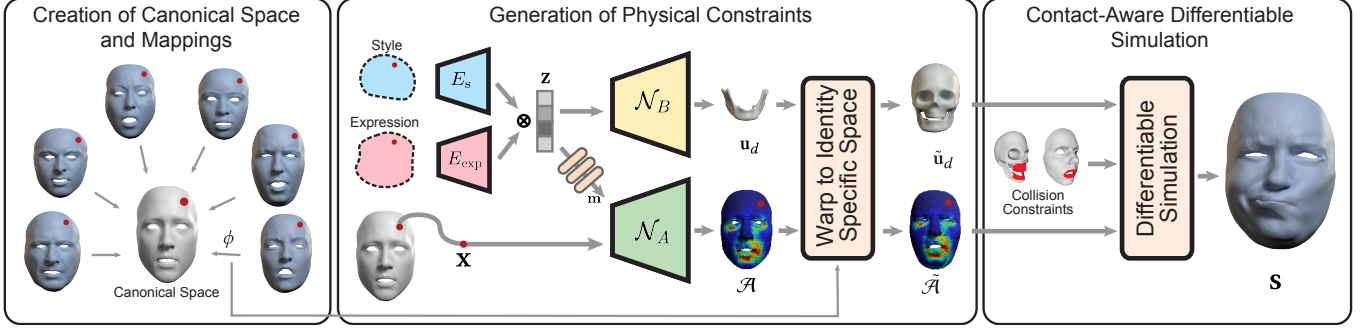 Creation of Canonical Space
and Mappings
ϕ
Canonical Space
Generation of Physical Constraints
Style
E_s
Expression
E_exp
z
⊗
m
X
𝒩_B
𝒩_A
u_d
𝒜
Warp to Identity
Specific Space
ũ_d
𝒜̃
Contact-Aware Differentiable
Simulation
Collision
Constraints
Differentiable
Simulation
s